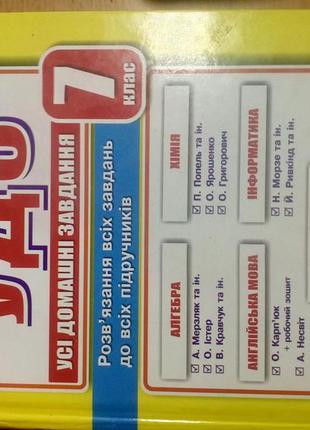 УСІ ДОМАШНІ ЗАВДАННЯ
7
клас
Розв'язання всіх завдань
до всіх підручників
АЛГЕБРА
☑ А. Мерзляк та ін.
☑ О. Істер
☑ В. Кравчук та ін.
ХІМІЯ
☑ П. Попель та ін.
☑ О. Ярошенко
☑ О. Григорович
АНГЛІЙСЬКА МОВА
☑ О. Карп'юк
+ робочий зошит
☑ А. Несвіт
ІНФОРМАТИКА
☑ Н. Морзе та ін.
☑ Й. Ривкінд та ін.